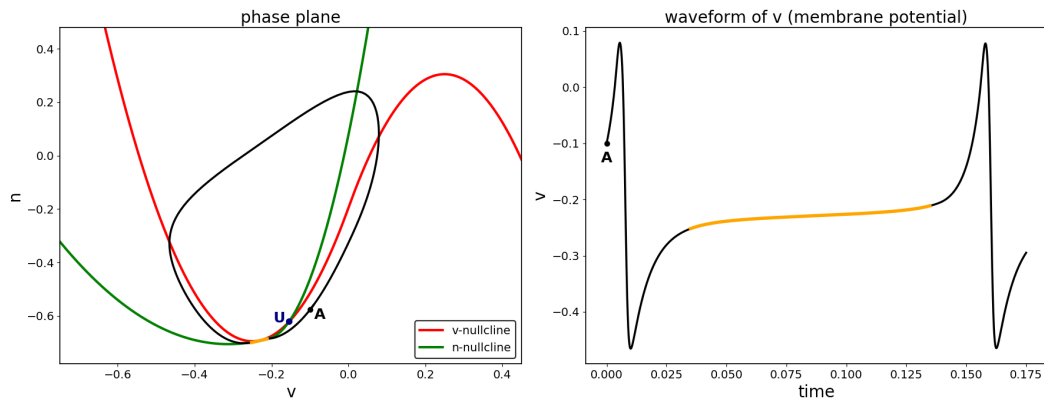 phase plane
n
0.4
0.2
0.0
−0.2
−0.4
−0.6
U
A
v-nullcline
n-nullcline
−0.6 −0.4 −0.2 0.0 0.2 0.4
v
waveform of v (membrane potential)
v
0.1
0.0
−0.1
−0.2
−0.3
−0.4
A
0.000 0.025 0.050 0.075 0.100 0.125 0.150 0.175
time